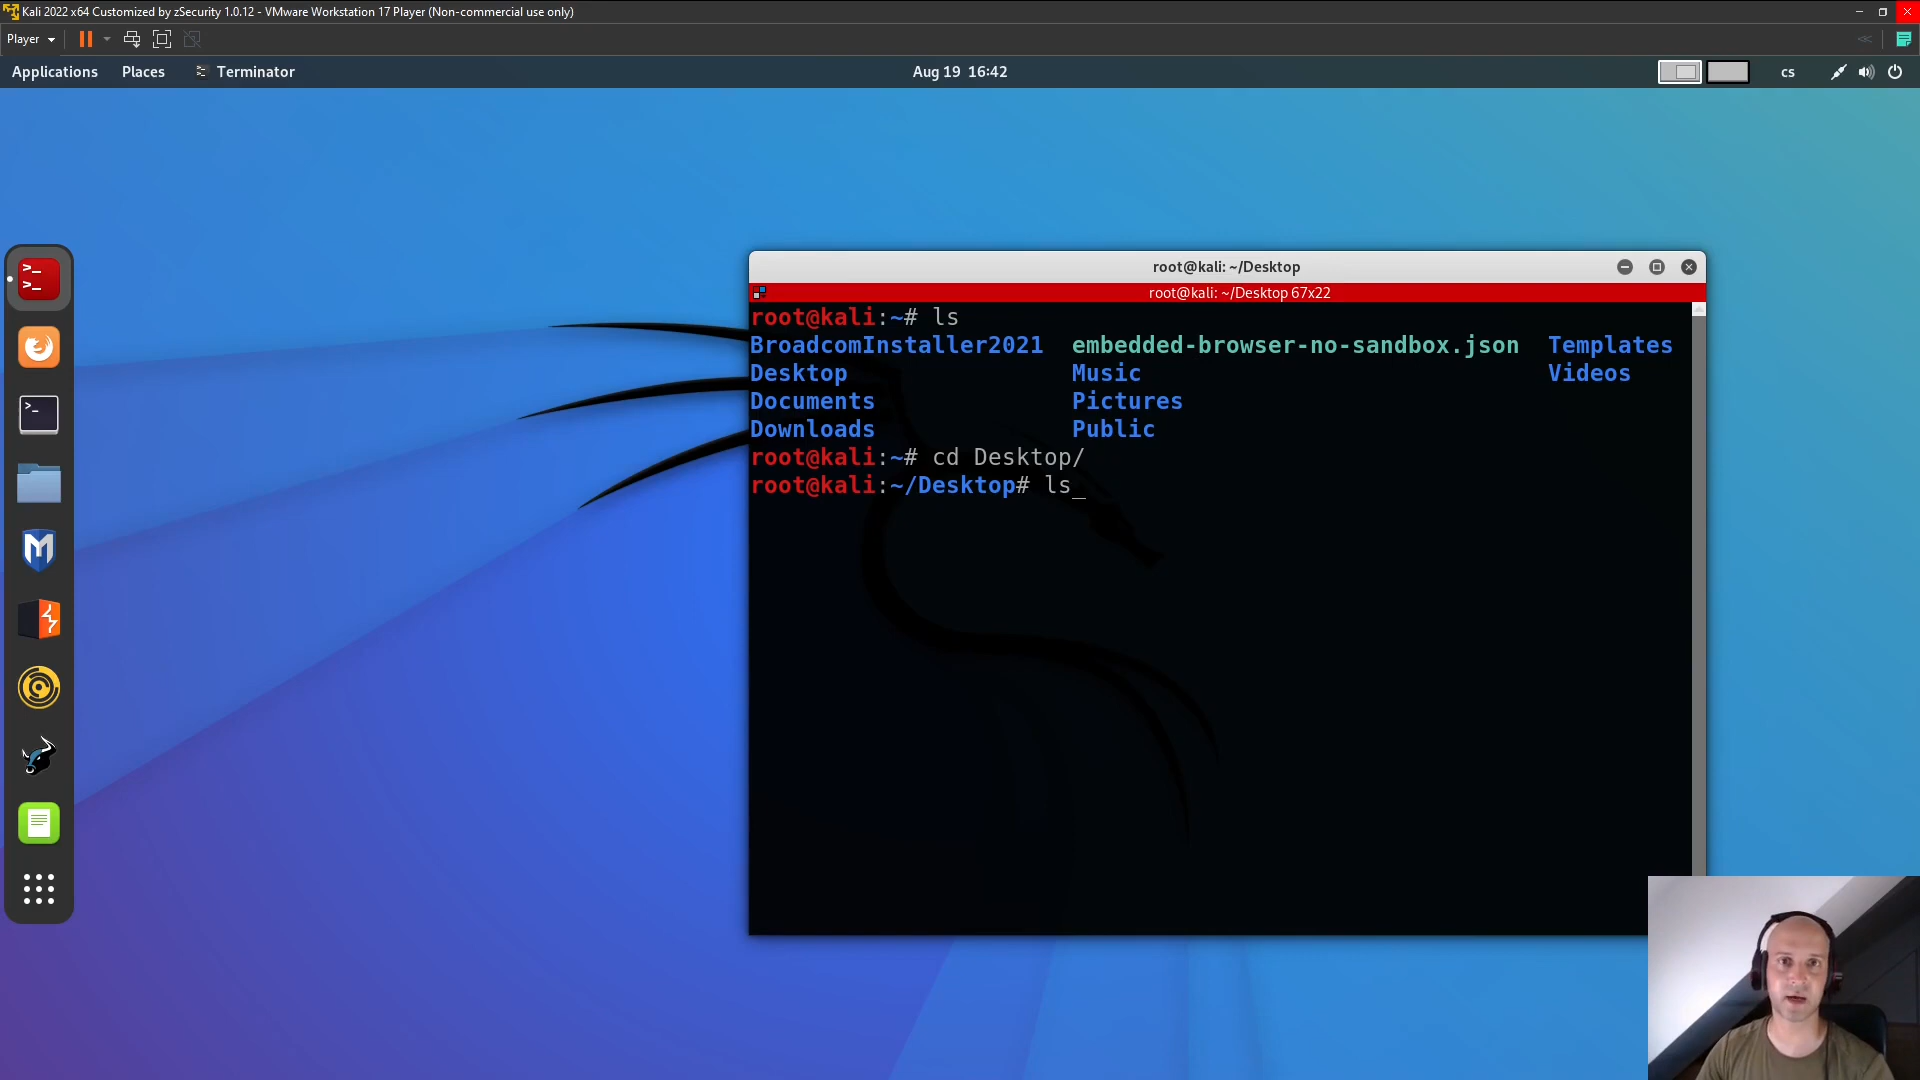 Kali 2022 x64 Customized by zSecurity 1.0.12 - VMware Workstation 17 Player (Non-commercial use only)
Player
Applications Places Terminator Aug 19 16:42 cs
root@kali: ~/Desktop
root@kali: ~/Desktop 67x22
root@kali:~# ls
BroadcomInstaller2021 embedded-browser-no-sandbox.json Templates
Desktop Music Videos
Documents Pictures
Downloads Public
root@kali:~# cd Desktop/
root@kali:~/Desktop# ls_